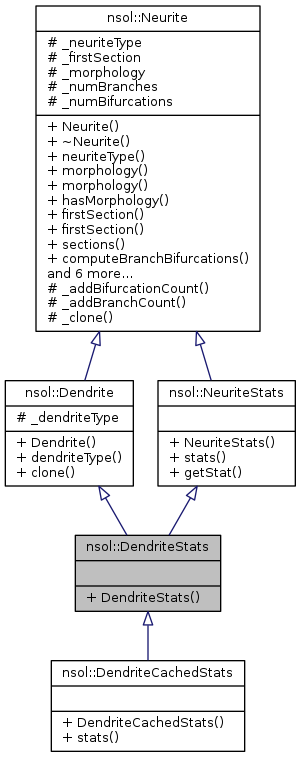 nsol::Neurite
# _neuriteType
# _firstSection
# _morphology
# _numBranches
# _numBifurcations
+ Neurite()
+ ~Neurite()
+ neuriteType()
+ morphology()
+ morphology()
+ hasMorphology()
+ firstSection()
+ firstSection()
+ sections()
+ computeBranchBifurcations()
and 6 more...
# _addBifurcationCount()
# _addBranchCount()
# _clone()
nsol::Dendrite
# _dendriteType
+ Dendrite()
+ dendriteType()
+ clone()
nsol::NeuriteStats
+ NeuriteStats()
+ stats()
+ getStat()
nsol::DendriteStats
+ DendriteStats()
nsol::DendriteCachedStats
+ DendriteCachedStats()
+ stats()